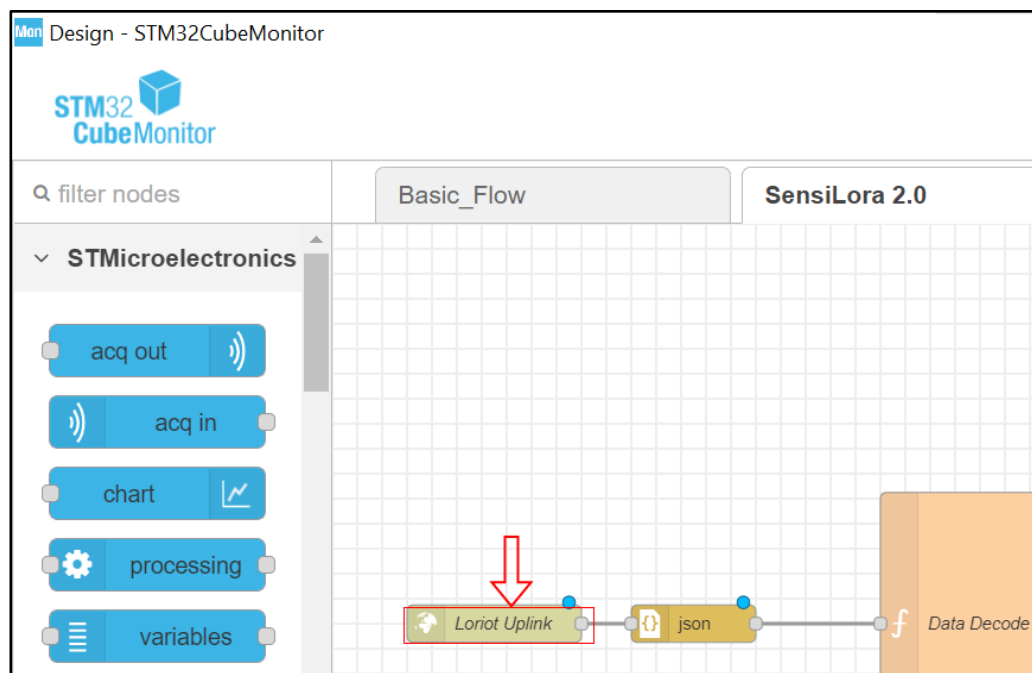 Mon Design - STM32CubeMonitor
STM32
CubeMonitor
filter nodes
Basic_Flow
SensiLora 2.0
STMicroelectronics
acq out
acq in
chart
processing
variables
Loriot Uplink
{} json
f Data Decode